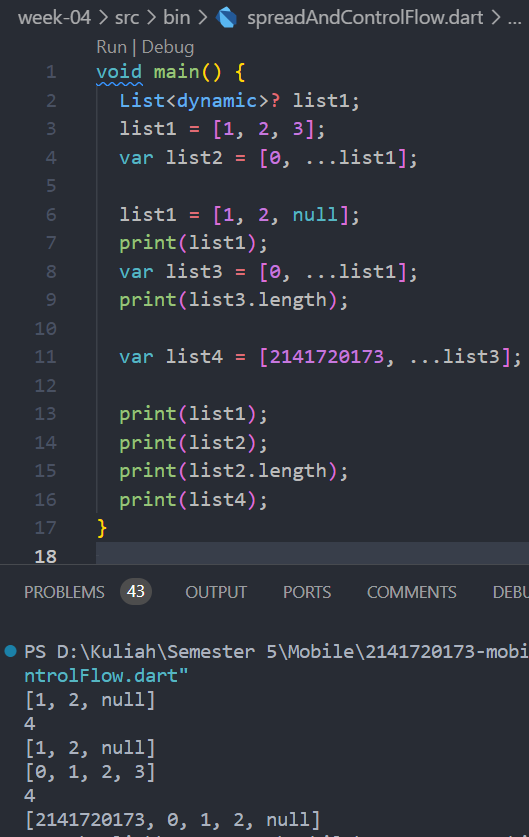 week-04 > src > bin > spreadAndControlFlow.dart > ...
Run | Debug
1 void main() {
2 List<dynamic>? list1;
3 list1 = [1, 2, 3];
4 var list2 = [0, ...list1];
5
6 list1 = [1, 2, null];
7 print(list1);
8 var list3 = [0, ...list1];
9 print(list3.length);
10
11 var list4 = [2141720173, ...list3];
12
13 print(list1);
14 print(list2);
15 print(list2.length);
16 print(list4);
17 }
18
PROBLEMS 43 OUTPUT PORTS COMMENTS DEBU
PS D:\Kuliah\Semester 5\Mobile\2141720173-mobi
ntrolFlow.dart"
[1, 2, null]
4
[1, 2, null]
[0, 1, 2, 3]
4
[2141720173, 0, 1, 2, null]